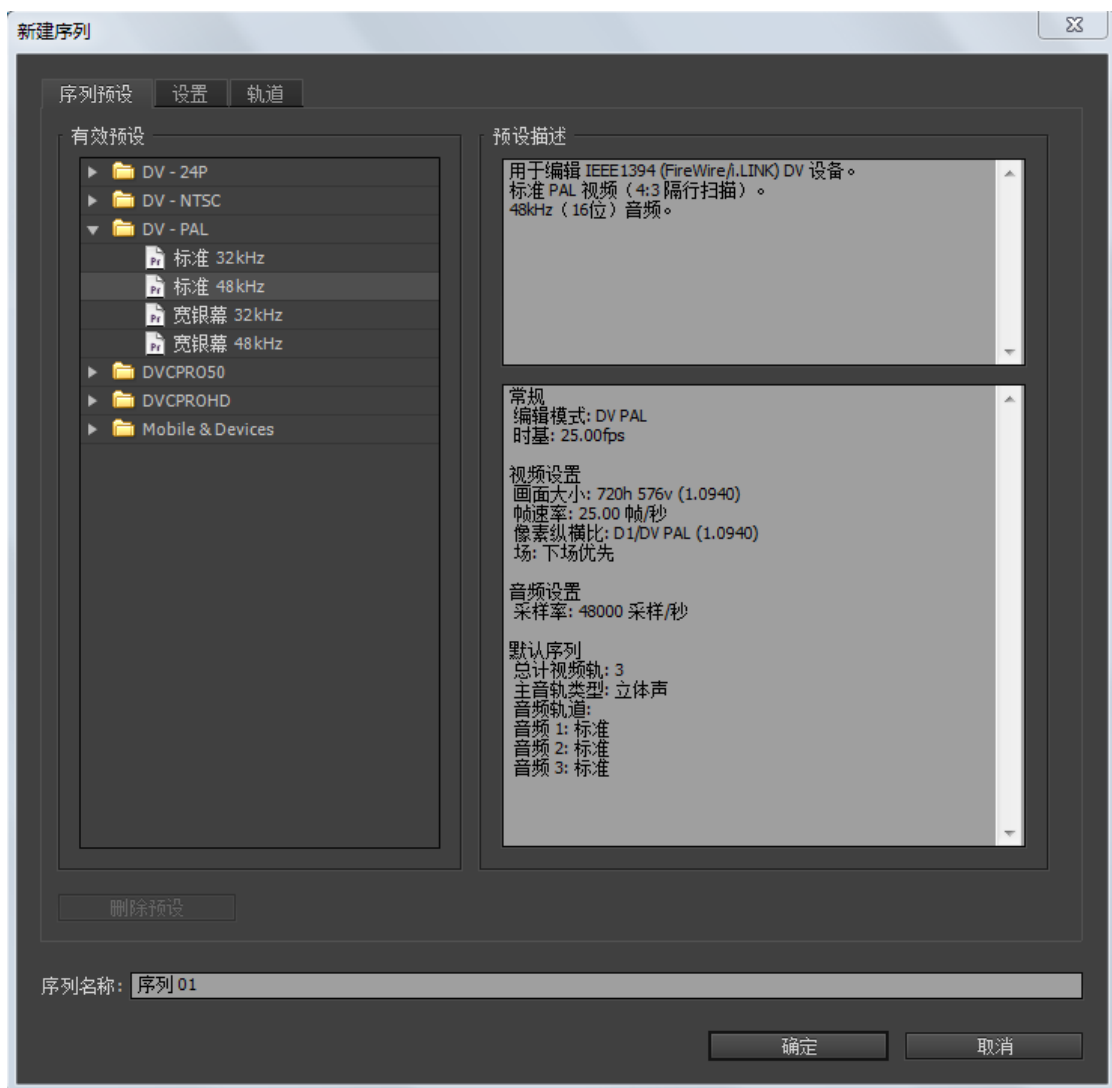 新建序列
序列预设 设置 轨道
有效预设
DV - 24P
DV - NTSC
DV - PAL
标准 32kHz
标准 48kHz
宽银幕 32kHz
宽银幕 48kHz
DVCPRO50
DVCPROHD
Mobile & Devices
预设描述
用于编辑 IEEE1394 (FireWire/i.LINK) DV 设备。
标准 PAL 视频（4:3 隔行扫描）。
48kHz（16位）音频。
常规
编辑模式: DV PAL
时基: 25.00fps
视频设置
画面大小: 720h 576v (1.0940)
帧速率: 25.00 帧/秒
像素纵横比: D1/DV PAL (1.0940)
场: 下场优先
音频设置
采样率: 48000 采样/秒
默认序列
总计视频轨: 3
主音轨类型: 立体声
音频轨道:
音频 1: 标准
音频 2: 标准
音频 3: 标准
删除预设
序列名称: 序列 01
确定 取消